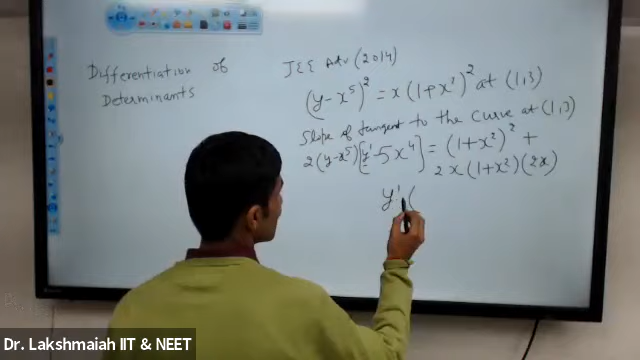 Differentiation of
Determinants
JEE Adv (2014)
(y-x⁵)² = x(1+x²)² at (1,3)
Slope of tangent to the curve at (1,3)
2(y-x⁵)[y'-5x⁴] = (1+x²)² +
2x(1+x²)(2x)
y'(
Dr. Lakshmaiah IIT & NEET